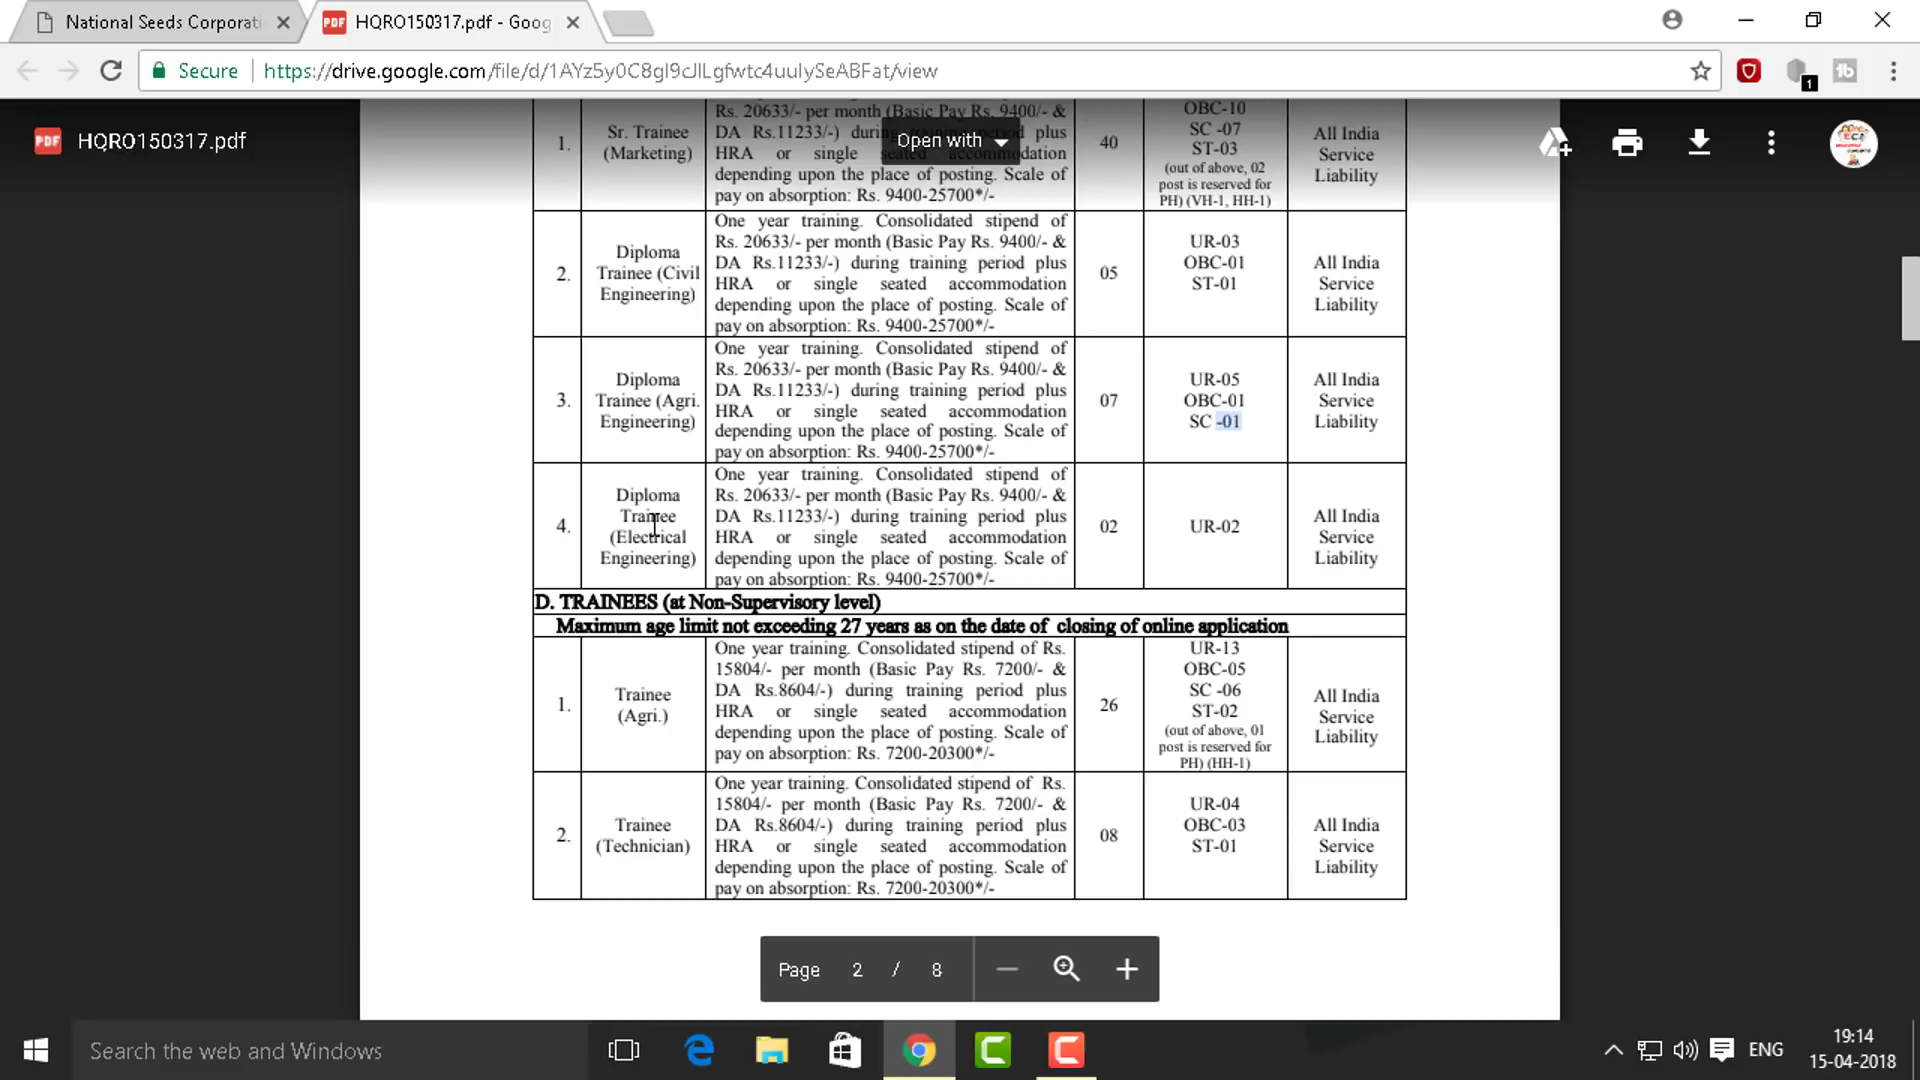 National Seeds Corporati
HQRO150317.pdf - Goog
Secure
https://drive.google.com/file/d/1AYz5y0C8gI9cJlLgfwtc4uuIySeABFat/view
HQRO150317.pdf
Open with
1.
Sr. Trainee
(Marketing)
Rs. 20633/- per month (Basic Pay Rs. 9400/- &
DA Rs.11233/-) during training period plus
HRA or single seated accommodation
depending upon the place of posting. Scale of
pay on absorption: Rs. 9400-25700*/-
40
OBC-10
SC -07
ST-03
(out of above, 02
post is reserved for
PH) (VH-1, HH-1)
All India
Service
Liability
2.
Diploma
Trainee (Civil
Engineering)
One year training. Consolidated stipend of
Rs. 20633/- per month (Basic Pay Rs. 9400/- &
DA Rs.11233/-) during training period plus
HRA or single seated accommodation
depending upon the place of posting. Scale of
pay on absorption: Rs. 9400-25700*/-
05
UR-03
OBC-01
ST-01
All India
Service
Liability
3.
Diploma
Trainee (Agri.
Engineering)
One year training. Consolidated stipend of
Rs. 20633/- per month (Basic Pay Rs. 9400/- &
DA Rs.11233/-) during training period plus
HRA or single seated accommodation
depending upon the place of posting. Scale of
pay on absorption: Rs. 9400-25700*/-
07
UR-05
OBC-01
SC -01
All India
Service
Liability
4.
Diploma
Trainee
(Electrical
Engineering)
One year training. Consolidated stipend of
Rs. 20633/- per month (Basic Pay Rs. 9400/- &
DA Rs.11233/-) during training period plus
HRA or single seated accommodation
depending upon the place of posting. Scale of
pay on absorption: Rs. 9400-25700*/-
02
UR-02
All India
Service
Liability
D. TRAINEES (at Non-Supervisory level)
Maximum age limit not exceeding 27 years as on the date of closing of online application
1.
Trainee
(Agri.)
One year training. Consolidated stipend of Rs.
15804/- per month (Basic Pay Rs. 7200/- &
DA Rs.8604/-) during training period plus
HRA or single seated accommodation
depending upon the place of posting. Scale of
pay on absorption: Rs. 7200-20300*/-
26
UR-13
OBC-05
SC -06
ST-02
(out of above, 01
post is reserved for
PH) (HH-1)
All India
Service
Liability
2.
Trainee
(Technician)
One year training. Consolidated stipend of Rs.
15804/- per month (Basic Pay Rs. 7200/- &
DA Rs.8604/-) during training period plus
HRA or single seated accommodation
depending upon the place of posting. Scale of
pay on absorption: Rs. 7200-20300*/-
08
UR-04
OBC-03
ST-01
All India
Service
Liability
Page 2 / 8
Search the web and Windows
ENG
19:14
15-04-2018